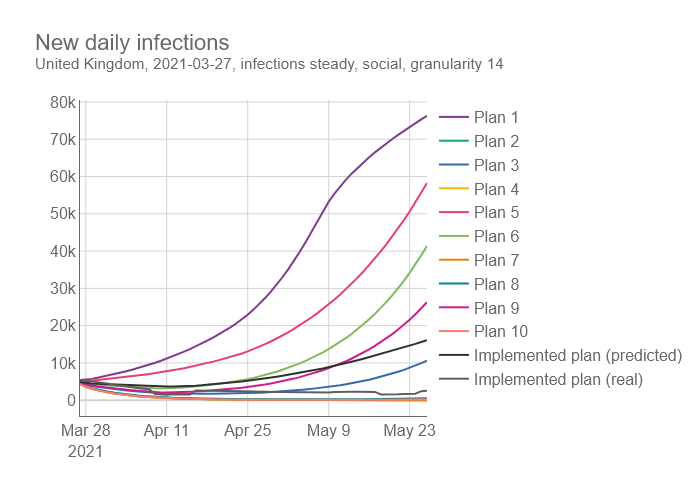 New daily infections
United Kingdom, 2021-03-27, infections steady, social, granularity 14
80k
70k
60k
50k
40k
30k
20k
10k
0
Mar 28
2021
Apr 11
Apr 25
May 9
May 23
Plan 1
Plan 2
Plan 3
Plan 4
Plan 5
Plan 6
Plan 7
Plan 8
Plan 9
Plan 10
Implemented plan (predicted)
Implemented plan (real)